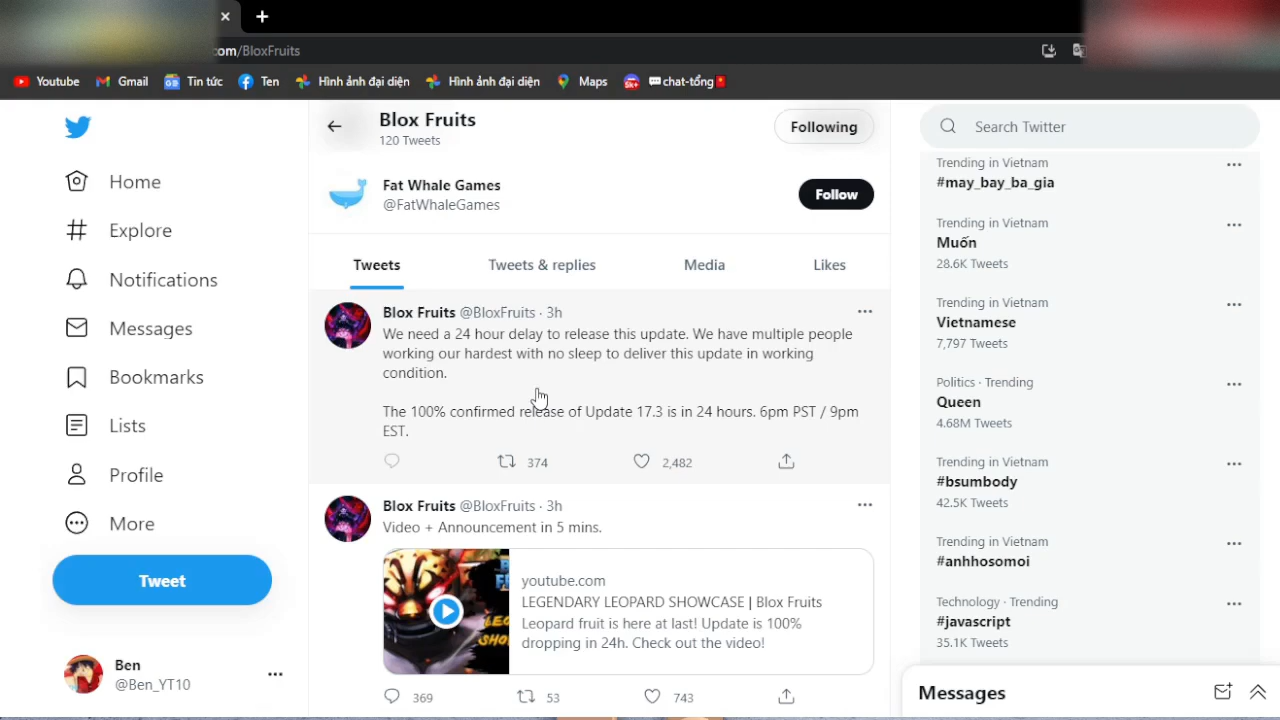 com/BloxFruits
Youtube
Gmail
Tin tức
Ten
Hình ảnh đại diện
Hình ảnh đại diện
Maps
chat-tổng
Blox Fruits
120 Tweets
Following
Fat Whale Games
@FatWhaleGames
Follow
Home
Explore
Notifications
Messages
Bookmarks
Lists
Profile
More
Tweet
Ben
@Ben_YT10
Tweets
Tweets & replies
Media
Likes
Blox Fruits @BloxFruits · 3h
We need a 24 hour delay to release this update. We have multiple people
working our hardest with no sleep to deliver this update in working
condition.
The 100% confirmed release of Update 17.3 is in 24 hours. 6pm PST / 9pm
EST.
374
2,482
Blox Fruits @BloxFruits · 3h
Video + Announcement in 5 mins.
youtube.com
LEGENDARY LEOPARD SHOWCASE | Blox Fruits
Leopard fruit is here at last! Update is 100%
dropping in 24h. Check out the video!
369
53
743
Search Twitter
Trending in Vietnam
#may_bay_ba_gia
Trending in Vietnam
Muốn
28.6K Tweets
Trending in Vietnam
Vietnamese
7,797 Tweets
Politics · Trending
Queen
4.68M Tweets
Trending in Vietnam
#bsumbody
42.5K Tweets
Trending in Vietnam
#anhhosomoi
Technology · Trending
#javascript
35.1K Tweets
Messages